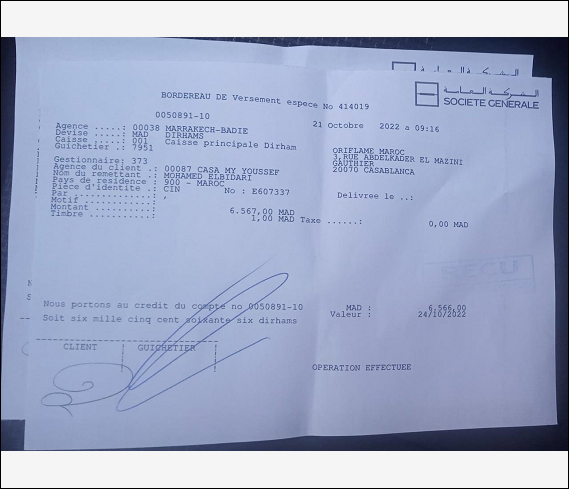 الشركة العامة
الشركة العامة
SOCIETE GENERALE
BORDEREAU DE Versement espece No 414019
0050891-10
21 Octobre 2022 a 09:16
Agence .....: 00038 MARRAKECH-BADIE
Devise .....: MAD DIRHAMS
Caisse .....: 001 Caisse principale Dirham
Guichetier .: 7951
ORIFLAME MAROC
3,RUE ABDELKADER EL MAZINI
GAUTHIER
20070 CASABLANCA
Gestionnaire: 373
Agence du client .: 00087 CASA MY YOUSSEF
Nom du remettant .: MOHAMED ELBIDARI
Pays de residence : 900 - MAROC
Pièce d'identite .: CIN No : E607337 Delivree le ..:
Par ..............: ,
Motif ............:
Montant ..........: 6.567,00 MAD
Timbre ...........: 1,00 MAD Taxe ......: 0,00 MAD
RECU
Nous portons au credit du compte no 0050891-10 MAD : 6.566,00
Valeur : 24/10/2022
Soit six mille cinq cent soixante six dirhams
CLIENT | GUICHETIER
OPERATION EFFECTUEE